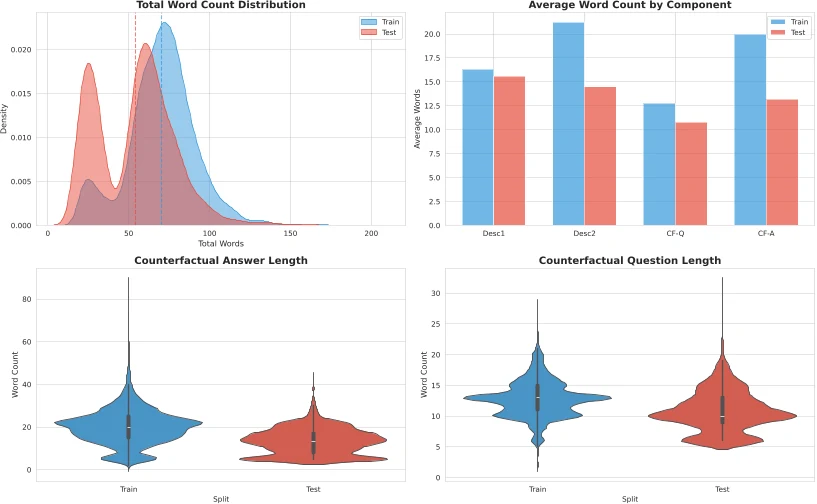 Total Word Count Distribution
Density
0.020
0.015
0.010
0.005
0.000
0
50
100
150
200
Total Words
Train
Test
Average Word Count by Component
Average Words
20.0
17.5
15.0
12.5
10.0
7.5
5.0
2.5
0.0
Desc1
Desc2
CF-Q
CF-A
Train
Test
Counterfactual Answer Length
Word Count
80
60
40
20
0
Train
Test
Split
Counterfactual Question Length
Word Count
30
25
20
15
10
5
0
Train
Test
Split